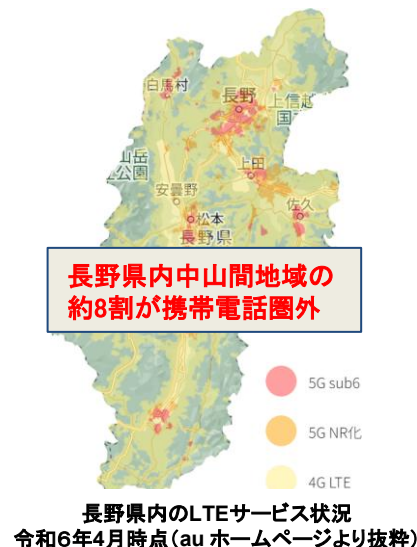 白馬村
長野
上信越
国
山岳
公園
上田
安曇野
佐久
松本
長野県
長野県内中山間地域の
約8割が携帯電話圏外
5G sub6
5G NR化
4G LTE
長野県内のLTEサービス状況
令和6年4月時点(au ホームページより抜粋)